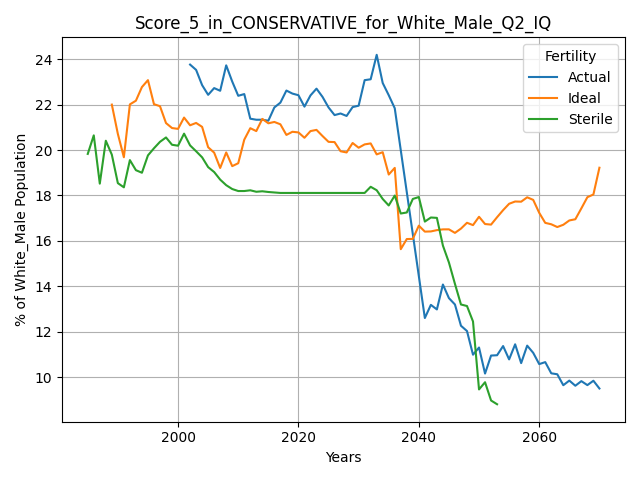 Score_5_in_CONSERVATIVE_for_White_Male_Q2_IQ
% of White_Male Population
24
22
20
18
16
14
12
10
Fertility
Actual
Ideal
Sterile
2000
2020
2040
2060
Years